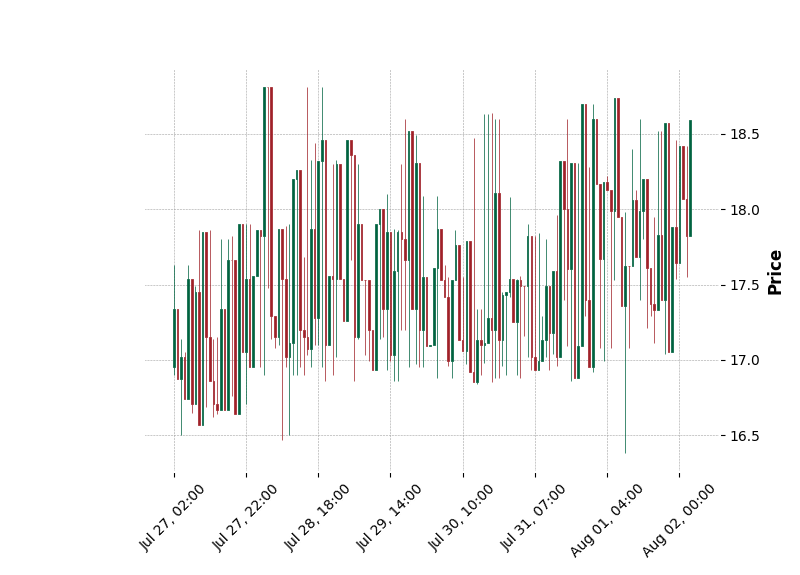 18.5
18.0
17.5
17.0
16.5
Price
Jul 27, 02:00
Jul 27, 22:00
Jul 28, 18:00
Jul 29, 14:00
Jul 30, 10:00
Jul 31, 07:00
Aug 01, 04:00
Aug 02, 00:00